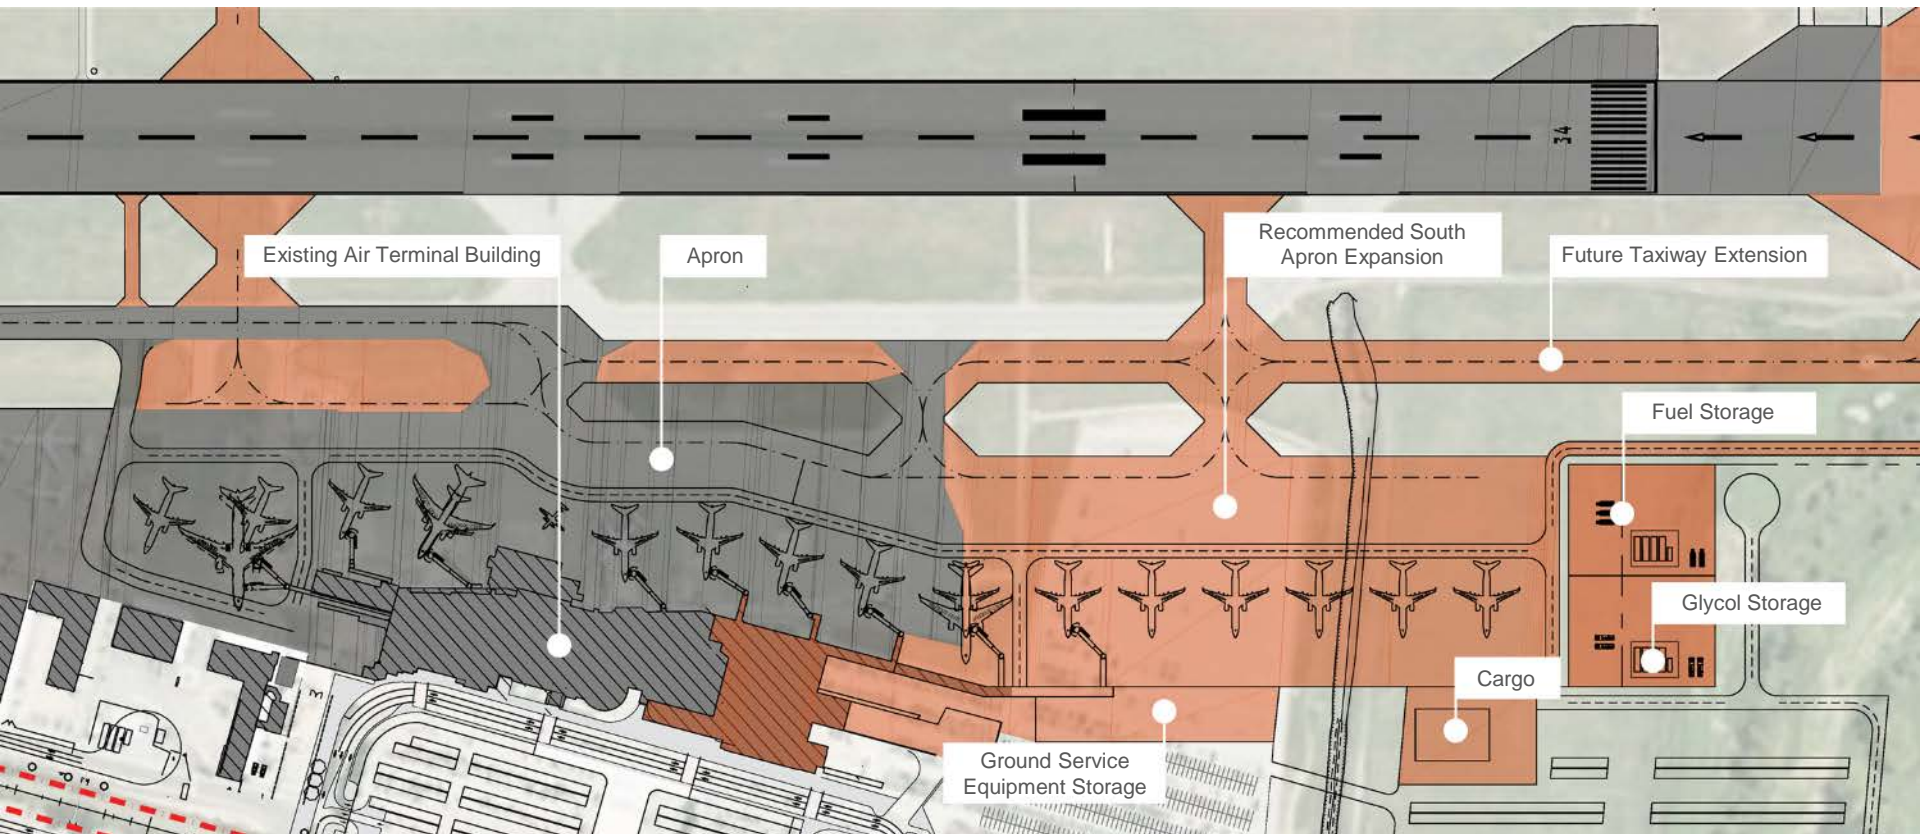 34
Existing Air Terminal Building
Apron
Recommended South
Apron Expansion
Future Taxiway Extension
Fuel Storage
Glycol Storage
Cargo
Ground Service
Equipment Storage